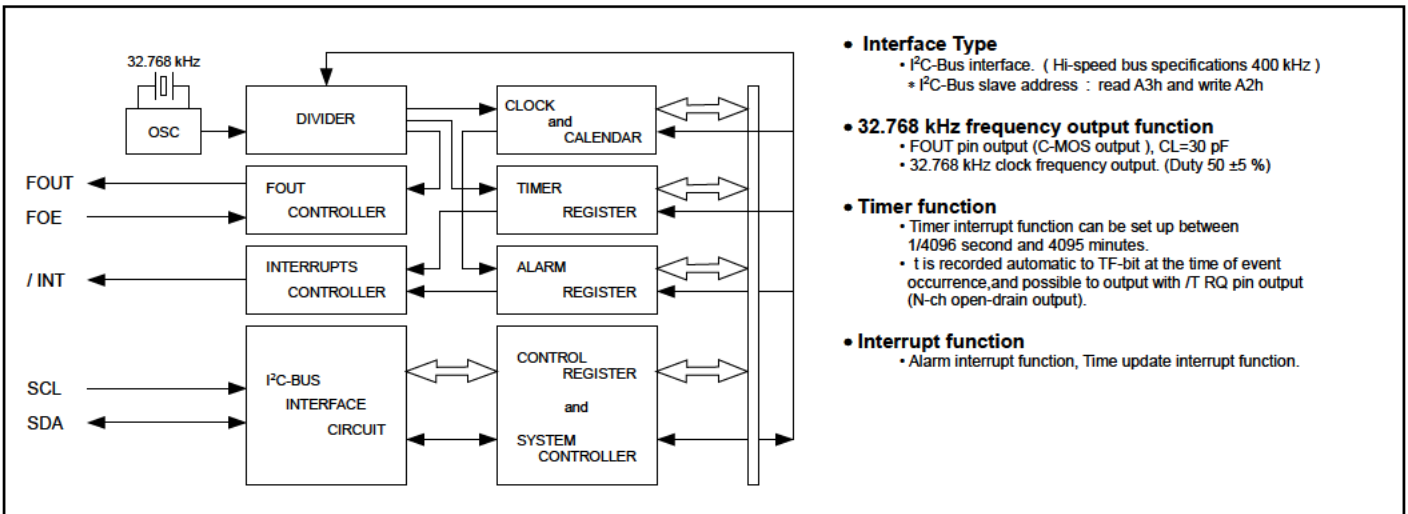 32.768 kHz
OSC
DIVIDER
CLOCK
and
CALENDAR
FOUT
FOE
FOUT
CONTROLLER
TIMER
REGISTER
/ INT
INTERRUPTS
CONTROLLER
ALARM
REGISTER
SCL
SDA
I²C-BUS
INTERFACE
CIRCUIT
CONTROL
REGISTER
and
SYSTEM
CONTROLLER
• Interface Type
• I²C-Bus interface. ( Hi-speed bus specifications 400 kHz )
* I²C-Bus slave address : read A3h and write A2h
• 32.768 kHz frequency output function
• FOUT pin output (C-MOS output ), CL=30 pF
• 32.768 kHz clock frequency output. (Duty 50 ±5 %)
• Timer function
• Timer interrupt function can be set up between
1/4096 second and 4095 minutes.
• t is recorded automatic to TF-bit at the time of event
occurrence,and possible to output with /T RQ pin output
(N-ch open-drain output).
• Interrupt function
• Alarm interrupt function, Time update interrupt function.